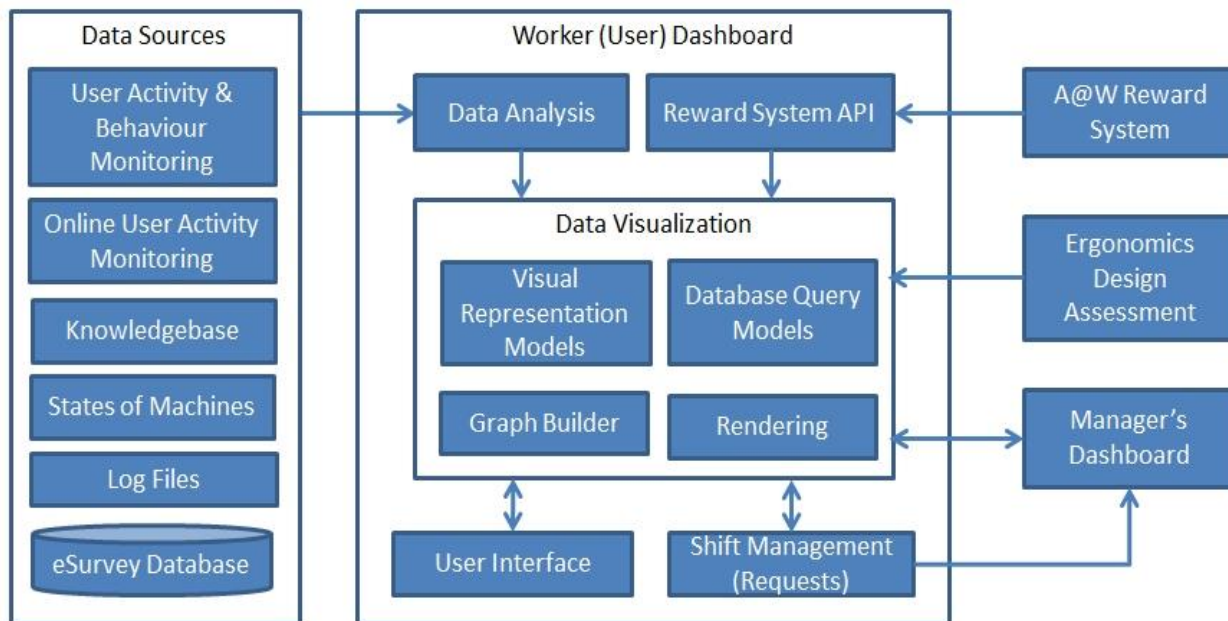 Data Sources
User Activity &
Behaviour
Monitoring
Online User Activity
Monitoring
Knowledgebase
States of Machines
Log Files
eSurvey Database
Worker (User) Dashboard
Data Analysis
Reward System API
Data Visualization
Visual
Representation
Models
Database Query
Models
Graph Builder
Rendering
User Interface
Shift Management
(Requests)
A@W Reward
System
Ergonomics
Design
Assessment
Manager's
Dashboard